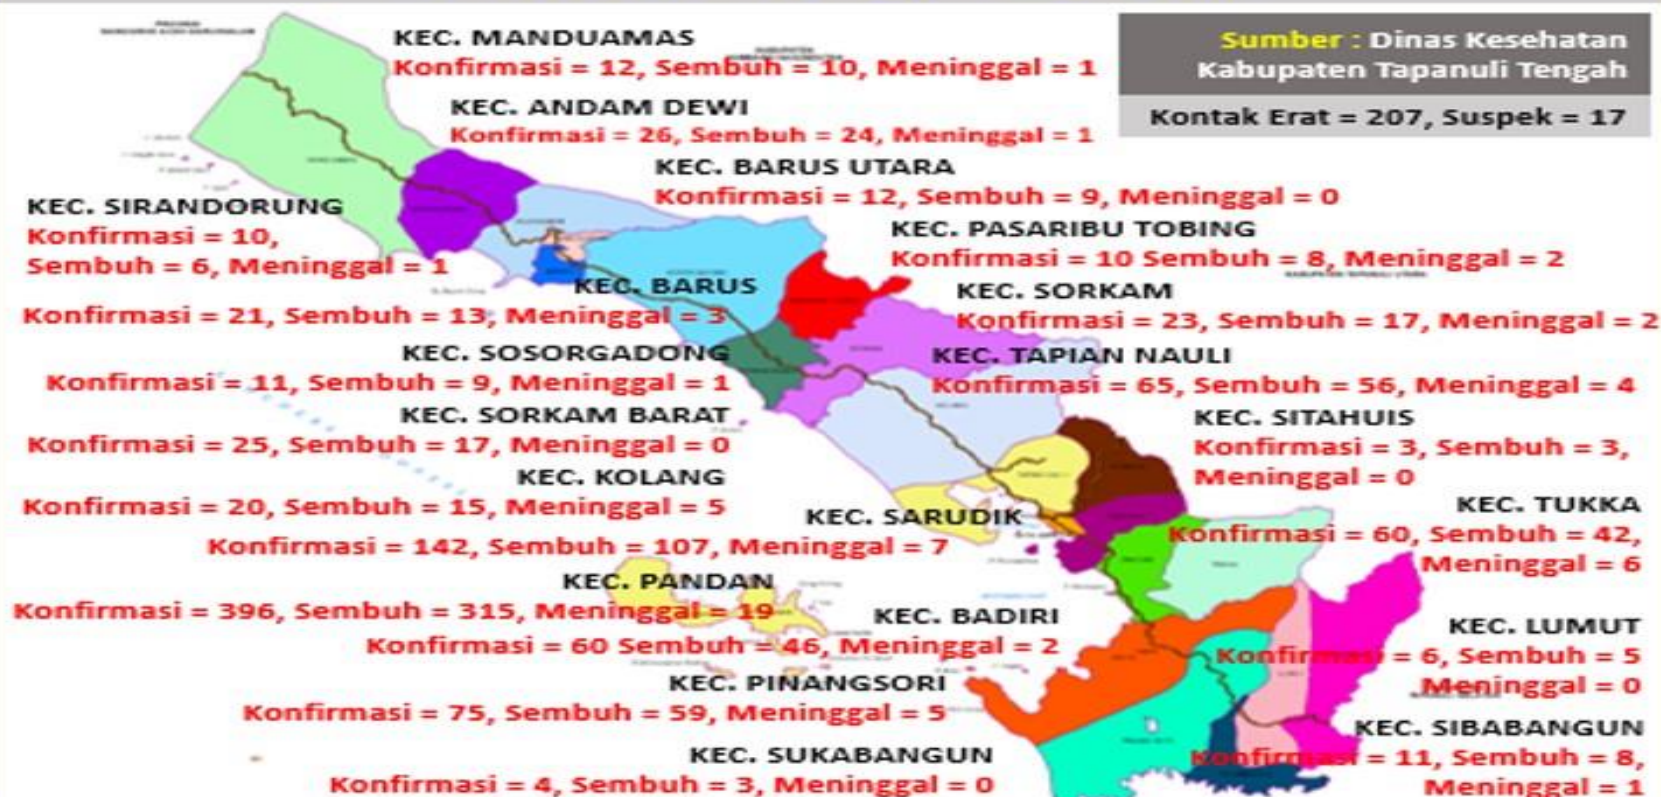 KEC. MANDUAMAS
Konfirmasi = 12, Sembuh = 10, Meninggal = 1
Sumber : Dinas Kesehatan
Kabupaten Tapanuli Tengah
Kontak Erat = 207, Suspek = 17
KEC. ANDAM DEWI
Konfirmasi = 26, Sembuh = 24, Meninggal = 1
KEC. BARUS UTARA
Konfirmasi = 12, Sembuh = 9, Meninggal = 0
KEC. SIRANDORUNG
Konfirmasi = 10,
Sembuh = 6, Meninggal = 1
KEC. PASARIBU TOBING
Konfirmasi = 10 Sembuh = 8, Meninggal = 2
KEC. BARUS
Konfirmasi = 21, Sembuh = 13, Meninggal = 3
KEC. SORKAM
Konfirmasi = 23, Sembuh = 17, Meninggal = 2
KEC. SOSORGADONG
Konfirmasi = 11, Sembuh = 9, Meninggal = 1
KEC. TAPIAN NAULI
Konfirmasi = 65, Sembuh = 56, Meninggal = 4
KEC. SORKAM BARAT
Konfirmasi = 25, Sembuh = 17, Meninggal = 0
KEC. SITAHUIS
Konfirmasi = 3, Sembuh = 3,
Meninggal = 0
KEC. KOLANG
Konfirmasi = 20, Sembuh = 15, Meninggal = 5
KEC. SARUDIK
Konfirmasi = 142, Sembuh = 107, Meninggal = 7
KEC. TUKKA
Konfirmasi = 60, Sembuh = 42,
Meninggal = 6
KEC. PANDAN
Konfirmasi = 396, Sembuh = 315, Meninggal = 19
KEC. BADIRI
Konfirmasi = 60 Sembuh = 46, Meninggal = 2
KEC. LUMUT
Konfirmasi = 6, Sembuh = 5
Meninggal = 0
KEC. PINANGSORI
Konfirmasi = 75, Sembuh = 59, Meninggal = 5
KEC. SIBABANGUN
Konfirmasi = 11, Sembuh = 8,
Meninggal = 1
KEC. SUKABANGUN
Konfirmasi = 4, Sembuh = 3, Meninggal = 0